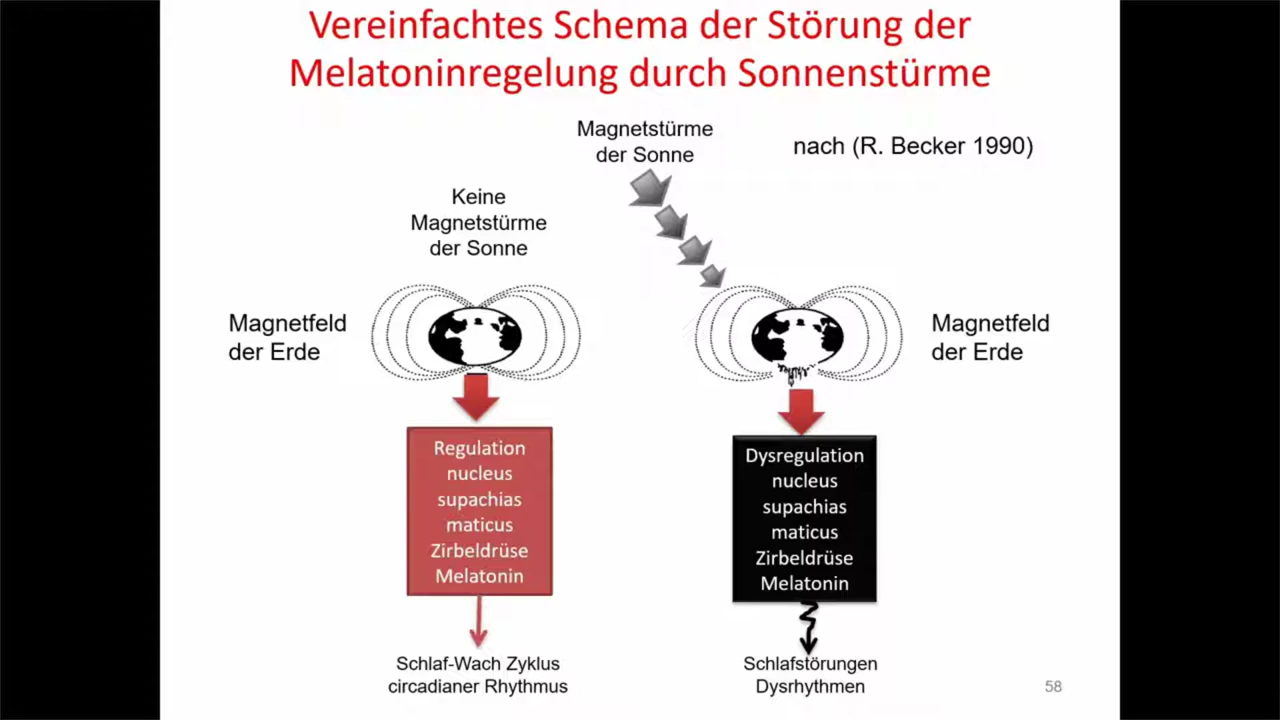 Vereinfachtes Schema der Störung der
Melatoninregelung durch Sonnenstürme
Magnetstürme
der Sonne
nach (R. Becker 1990)
Keine
Magnetstürme
der Sonne
Magnetfeld
der Erde
Magnetfeld
der Erde
Regulation
nucleus
supachias
maticus
Zirbeldrüse
Melatonin
Dysregulation
nucleus
supachias
maticus
Zirbeldrüse
Melatonin
Schlaf-Wach Zyklus
circadianer Rhythmus
Schlafstörungen
Dysrhythmen
58